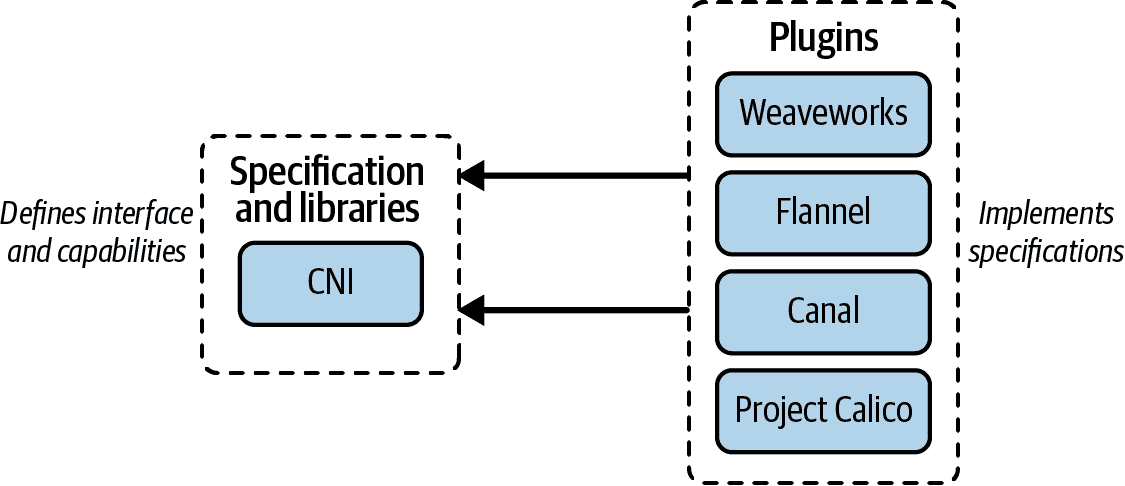 Defines interface
and capabilities
Specification
and libraries
CNI
Plugins
Weaveworks
Flannel
Canal
Project Calico
Implements
specifications